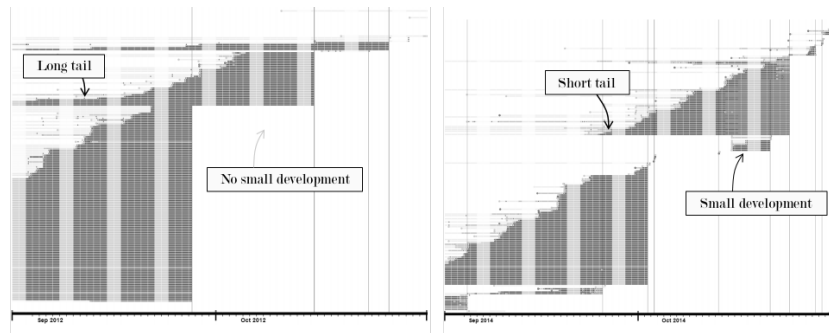 Long tail
No small development
Sep 2012
Oct 2012
Short tail
Small development
Sep 2014
Oct 2014